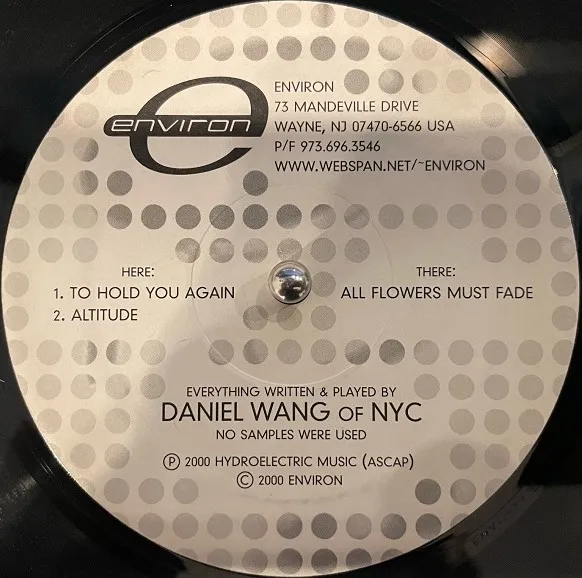 environ
ENVIRON
73 MANDEVILLE DRIVE
WAYNE, NJ 07470-6566 USA
P/F 973.696.3546
WWW.WEBSPAN.NET/~ENVIRON
HERE:
1. TO HOLD YOU AGAIN
2. ALTITUDE
THERE:
ALL FLOWERS MUST FADE
EVERYTHING WRITTEN & PLAYED BY
DANIEL WANG OF NYC
NO SAMPLES WERE USED
Ⓟ 2000 HYDROELECTRIC MUSIC (ASCAP)
© 2000 ENVIRON